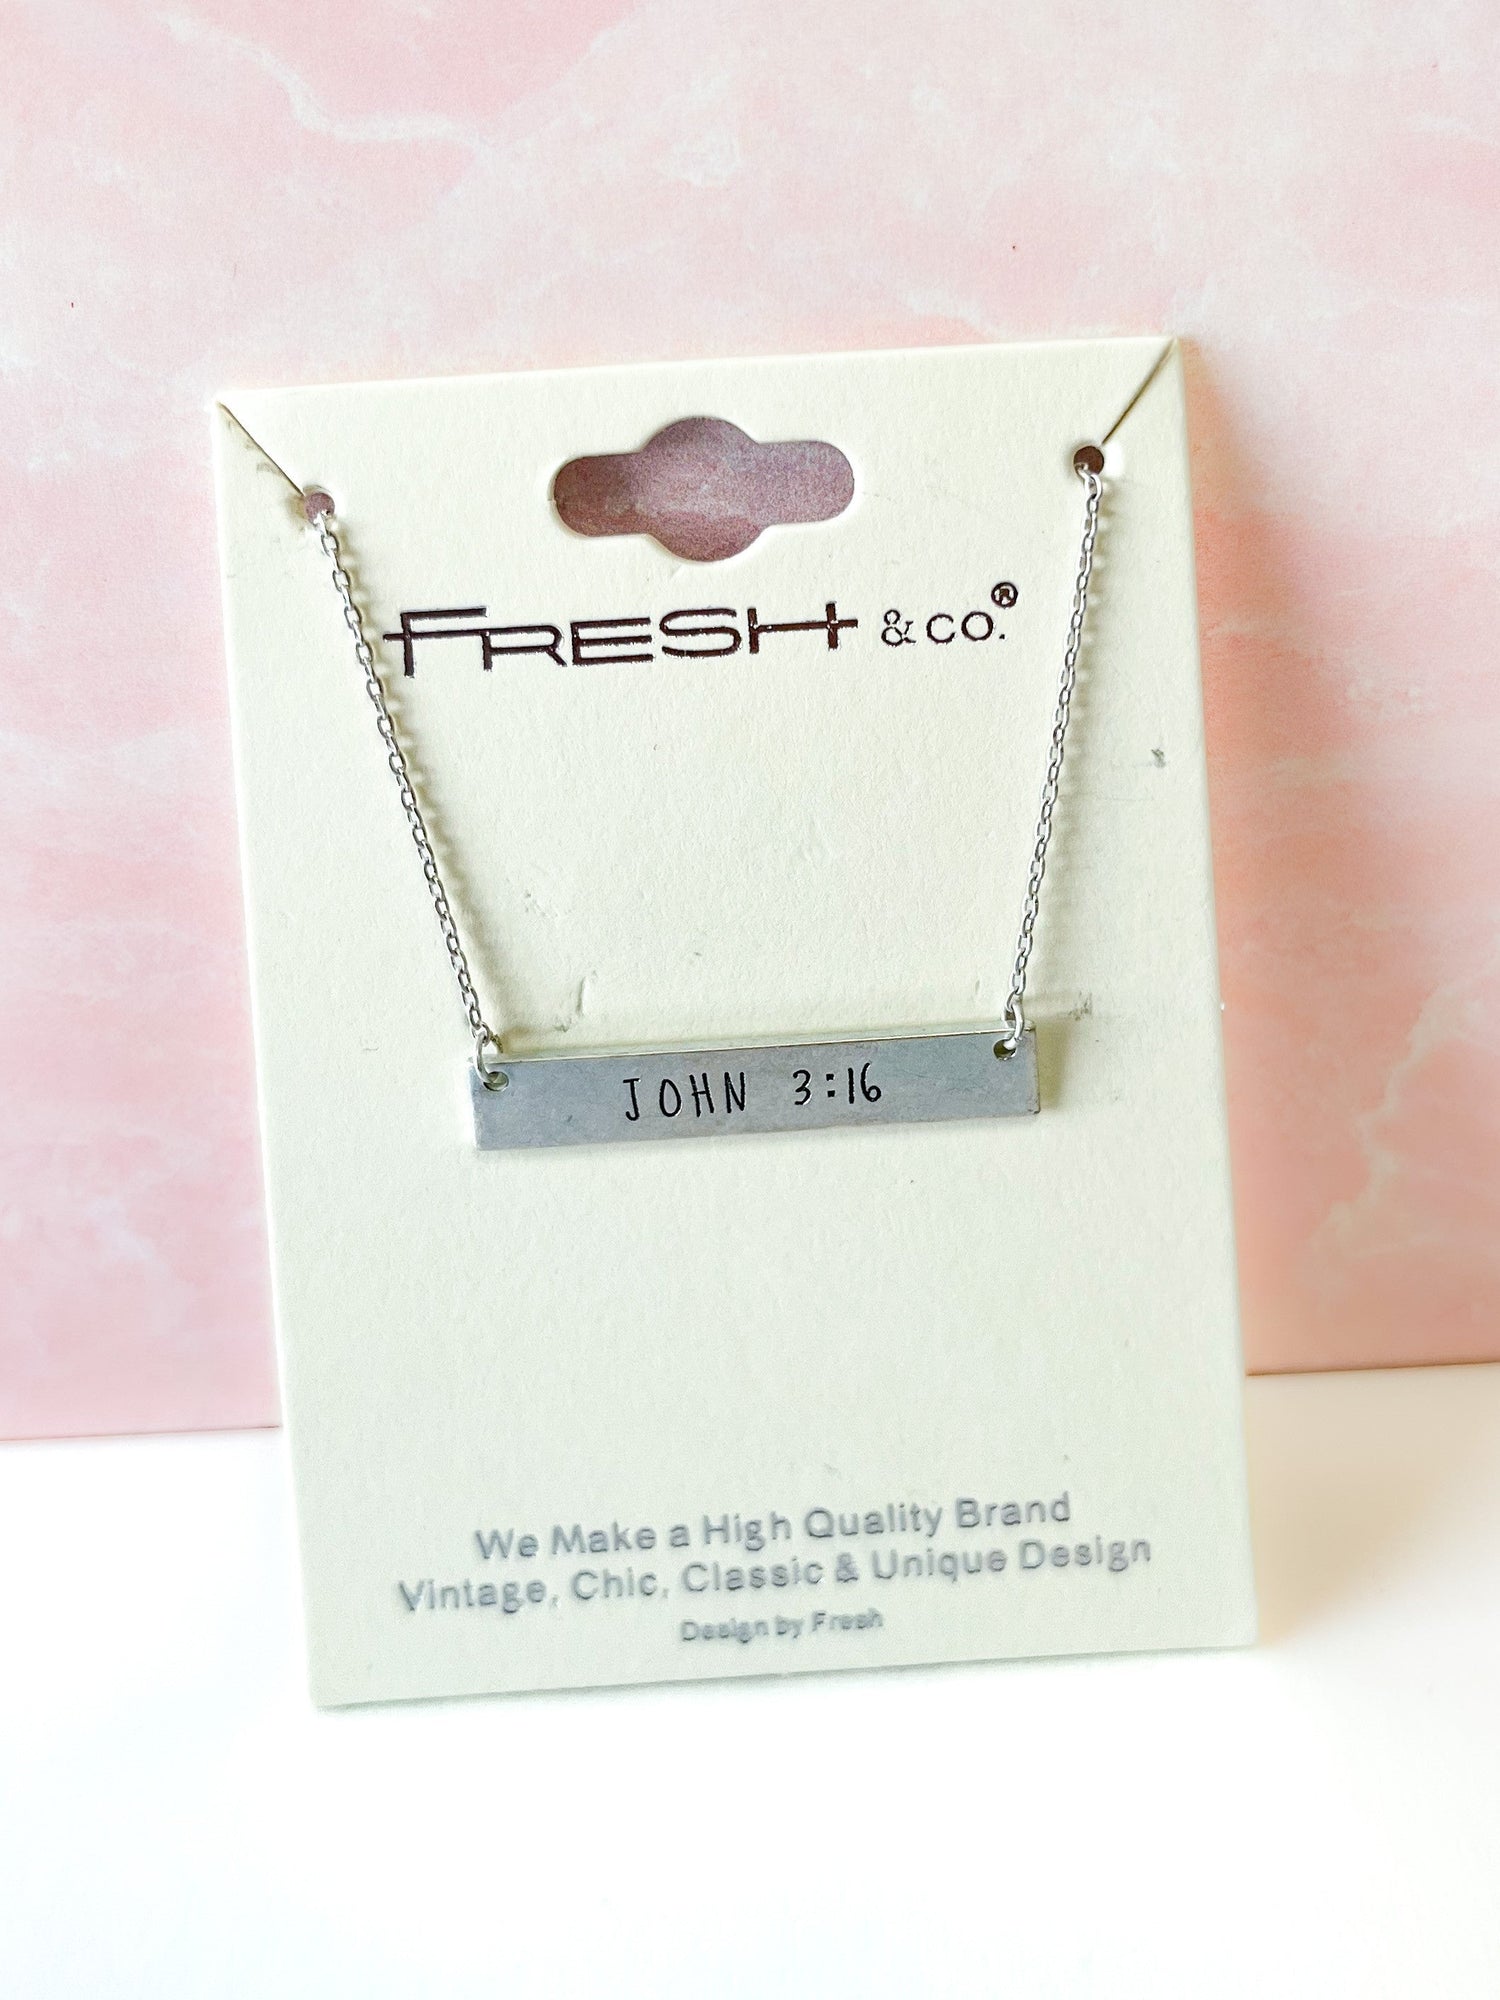 FRESH & CO.®
JOHN 3:16
We Make a High Quality Brand
Vintage, Chic, Classic & Unique Design
Design by Fresh